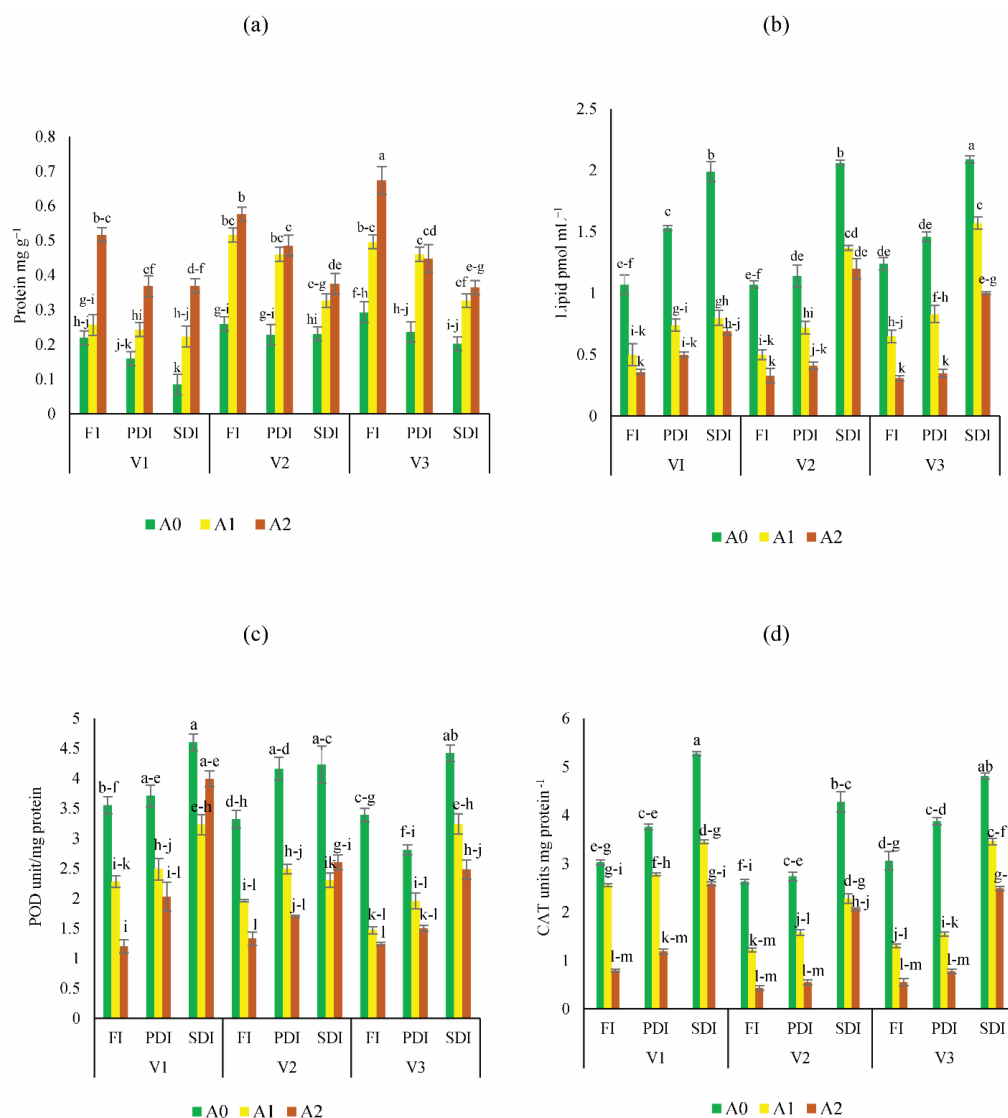 (a)
0.8
0.7
0.6
0.5
0.4
0.3
0.2
0.1
0
Protein mg g⁻¹
h-j g-i b-c j-k hi ef k h-j d-f
g-i bc b g-i bc c hi e-g de
f-h b-c a h-j c cd i-j ef e-g
FI PDI SDI FI PDI SDI FI PDI SDI
V1 V2 V3
A0 A1 A2
(b)
2.5
2
1.5
1
0.5
0
Lipid pmol mL⁻¹
e-f i-k k c g-i i-k b gh h-j
e-f i-k k de hi j-k b cd de
de h-j k de f-h k a c e-g
FI PDI SDI FI PDI SDI FI PDI SDI
VI V2 V3
A0 A1 A2
(c)
5
4.5
4
3.5
3
2.5
2
1.5
1
0.5
0
POD unit/mg protein
b-f i-k i a-e h-j i-l a e-h a-e
d-h i-l l a-d h-j j-l a-c ik g-i
c-g k-l l f-i i-l k-l ab e-h h-j
FI PDI SDI FI PDI SDI FI PDI SDI
V1 V2 V3
A0 A1 A2
(d)
6
5
4
3
2
1
0
CAT units mg protein⁻¹
e-g g-i l-m c-e f-h k-m a d-g g-i
f-i k-m l-m c-e j-l l-m b-c d-g h-j
d-g j-l l-m c-d i-k l-m ab c-f g-
FI PDI SDI FI PDI SDI FI PDI SDI
V1 V2 V3
A0 A1 A2